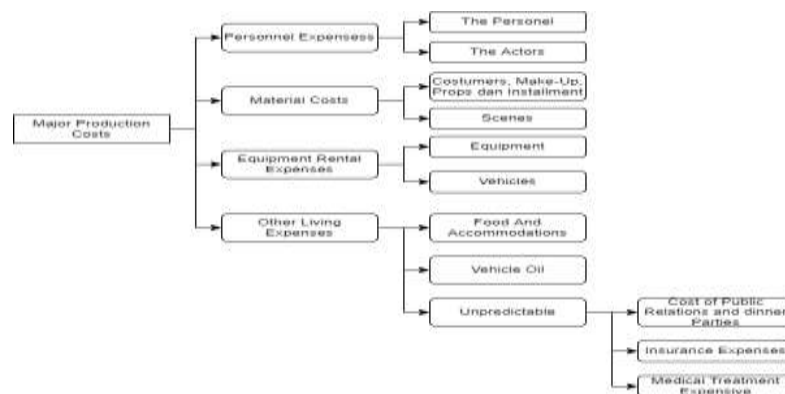 The Personel
Personnel Expensess
The Actors
Costumers, Make-Up,
Props dan installment
Material Costs
Scenes
Major Production
Costs
Equipment
Equipment Rental
Expenses
Vehicles
Other Living
Expenses
Food And
Accommodations
Vehicle Oil
Unpredictable
Cost of Public
Relations and dinner
Parties
Insurance Expenses
Medical Treatment
Expensive